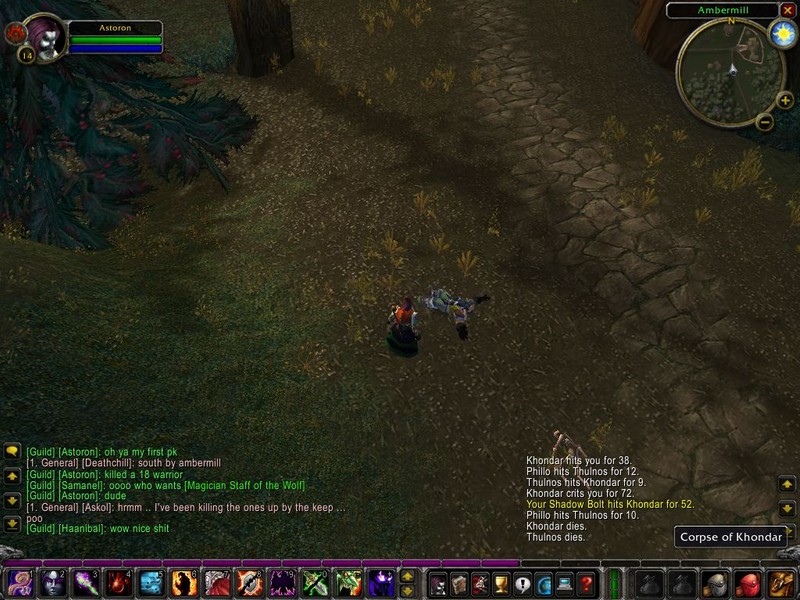 Astoron
14
Ambermill
N
[Guild] [Astoron]: oh ya my first pk
[1. General] [Deathchill]: south by ambermill
[Guild] [Astoron]: killed a 18 warrior
[Guild] [Samanel]: oooo who wants [Magician Staff of the Wolf]
[Guild] [Astoron]: dude
[1. General] [Askol]: hrmm .. I've been killing the ones up by the keep ...
poo
[Guild] [Haanibal]: wow nice shit
Khondar hits you for 38.
Phillo hits Thulnos for 12.
Thulnos hits Khondar for 9.
Khondar crits you for 72.
Your Shadow Bolt hits Khondar for 52.
Phillo hits Thulnos for 10.
Khondar dies.
Thulnos dies.
Corpse of Khondar